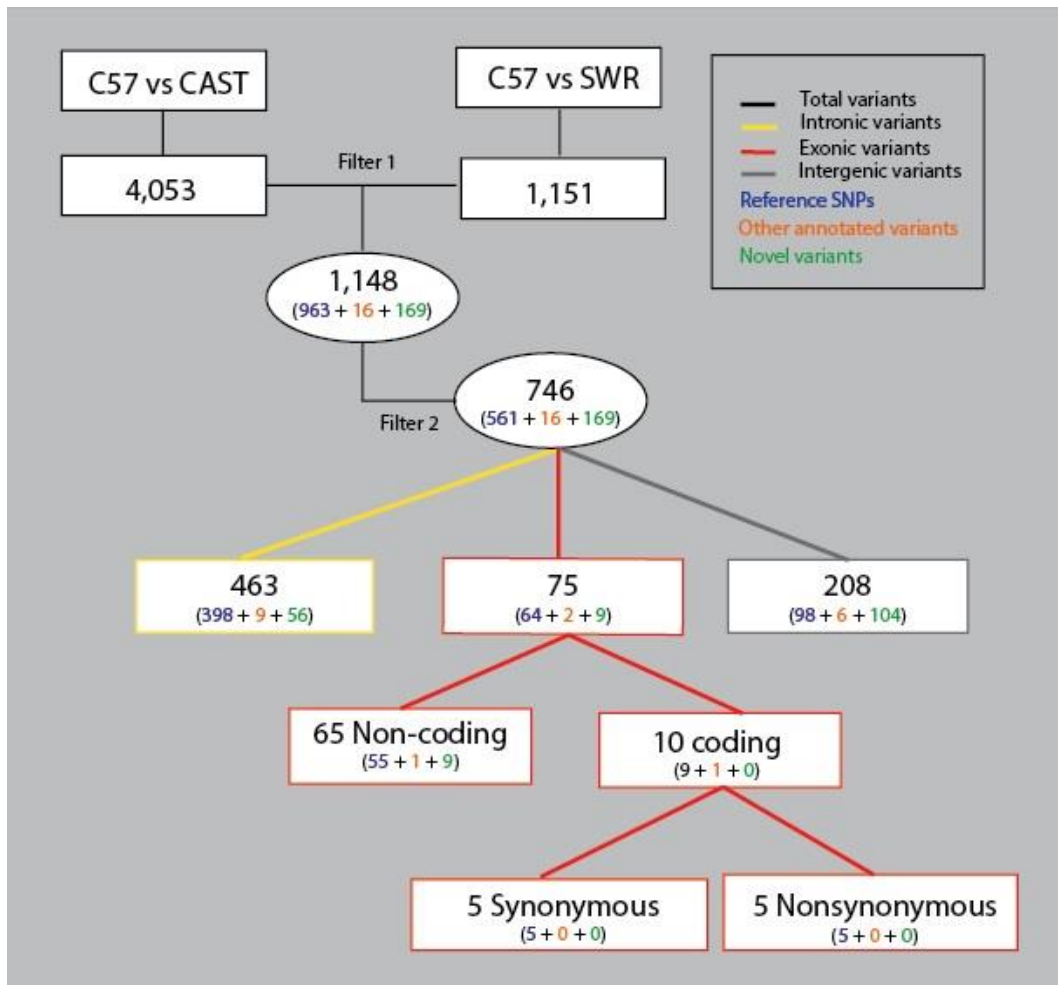 C57 vs CAST
C57 vs SWR
4,053
Filter 1
1,151
Total variants
Intronic variants
Exonic variants
Intergenic variants
Reference SNPs
Other annotated variants
Novel variants
1,148
(963 + 16 + 169)
Filter 2
746
(561 + 16 + 169)
463
(398 + 9 + 56)
75
(64 + 2 + 9)
208
(98 + 6 + 104)
65 Non-coding
(55 + 1 + 9)
10 coding
(9 + 1 + 0)
5 Synonymous
(5 + 0 + 0)
5 Nonsynonymous
(5 + 0 + 0)